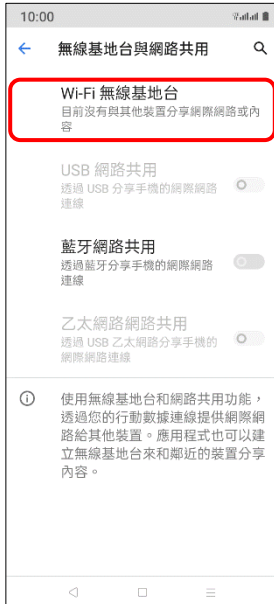 10:00
無線基地台與網路共用
Wi-Fi 無線基地台
目前沒有與其他裝置分享網際網路或內
容
USB 網路共用
透過 USB 分享手機的網際網路
連線
藍牙網路共用
透過藍牙分享手機的網際網路
連線
乙太網路網路共用
透過 USB 乙太網路分享手機的
網際網路連線
使用無線基地台和網路共用功能，
透過您的行動數據連線提供網際網
路給其他裝置。應用程式也可以建
立無線基地台來和鄰近的裝置分享
內容。